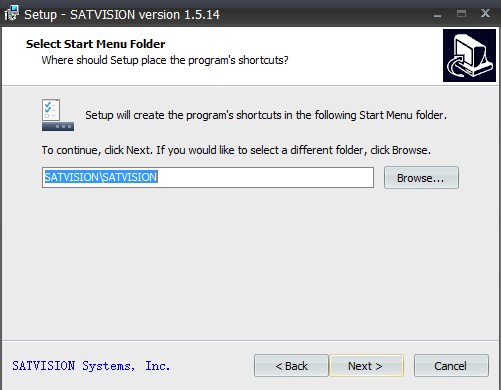 Setup - SATVISION version 1.5.14
Select Start Menu Folder
Where should Setup place the program's shortcuts?
Setup will create the program's shortcuts in the following Start Menu folder.
To continue, click Next. If you would like to select a different folder, click Browse.
SATVISION\SATVISION
Browse...
SATVISION Systems, Inc.
< Back
Next >
Cancel